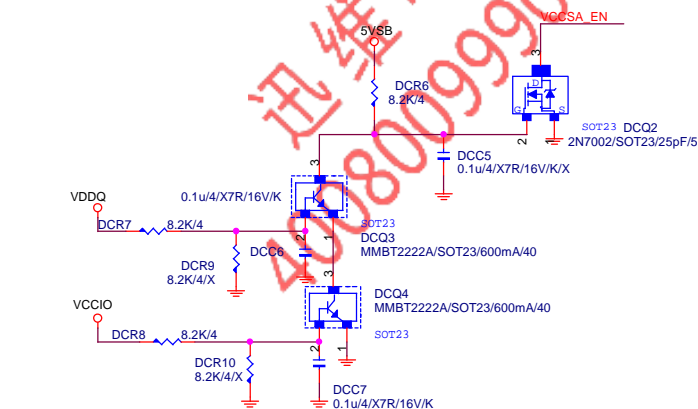 VCCSA_EN
5VSB
3
DCR6
8.2K/4
D
G
S
SOT23
DCQ2
2N7002/SOT23/25pF/5
2
1
DCC5
0.1u/4/X7R/16V/K/X
3
0.1u/4/X7R/16V/K
VDDQ
DCR7
8.2K/4
SOT23
DCQ3
MMBT2222A/SOT23/600mA/40
2
1
DCC6
DCR9
8.2K/4/X
3
DCQ4
MMBT2222A/SOT23/600mA/40
SOT23
VCCIO
DCR8
8.2K/4
2
1
DCR10
8.2K/4/X
DCC7
0.1u/4/X7R/16V/K
迅维
4008009990